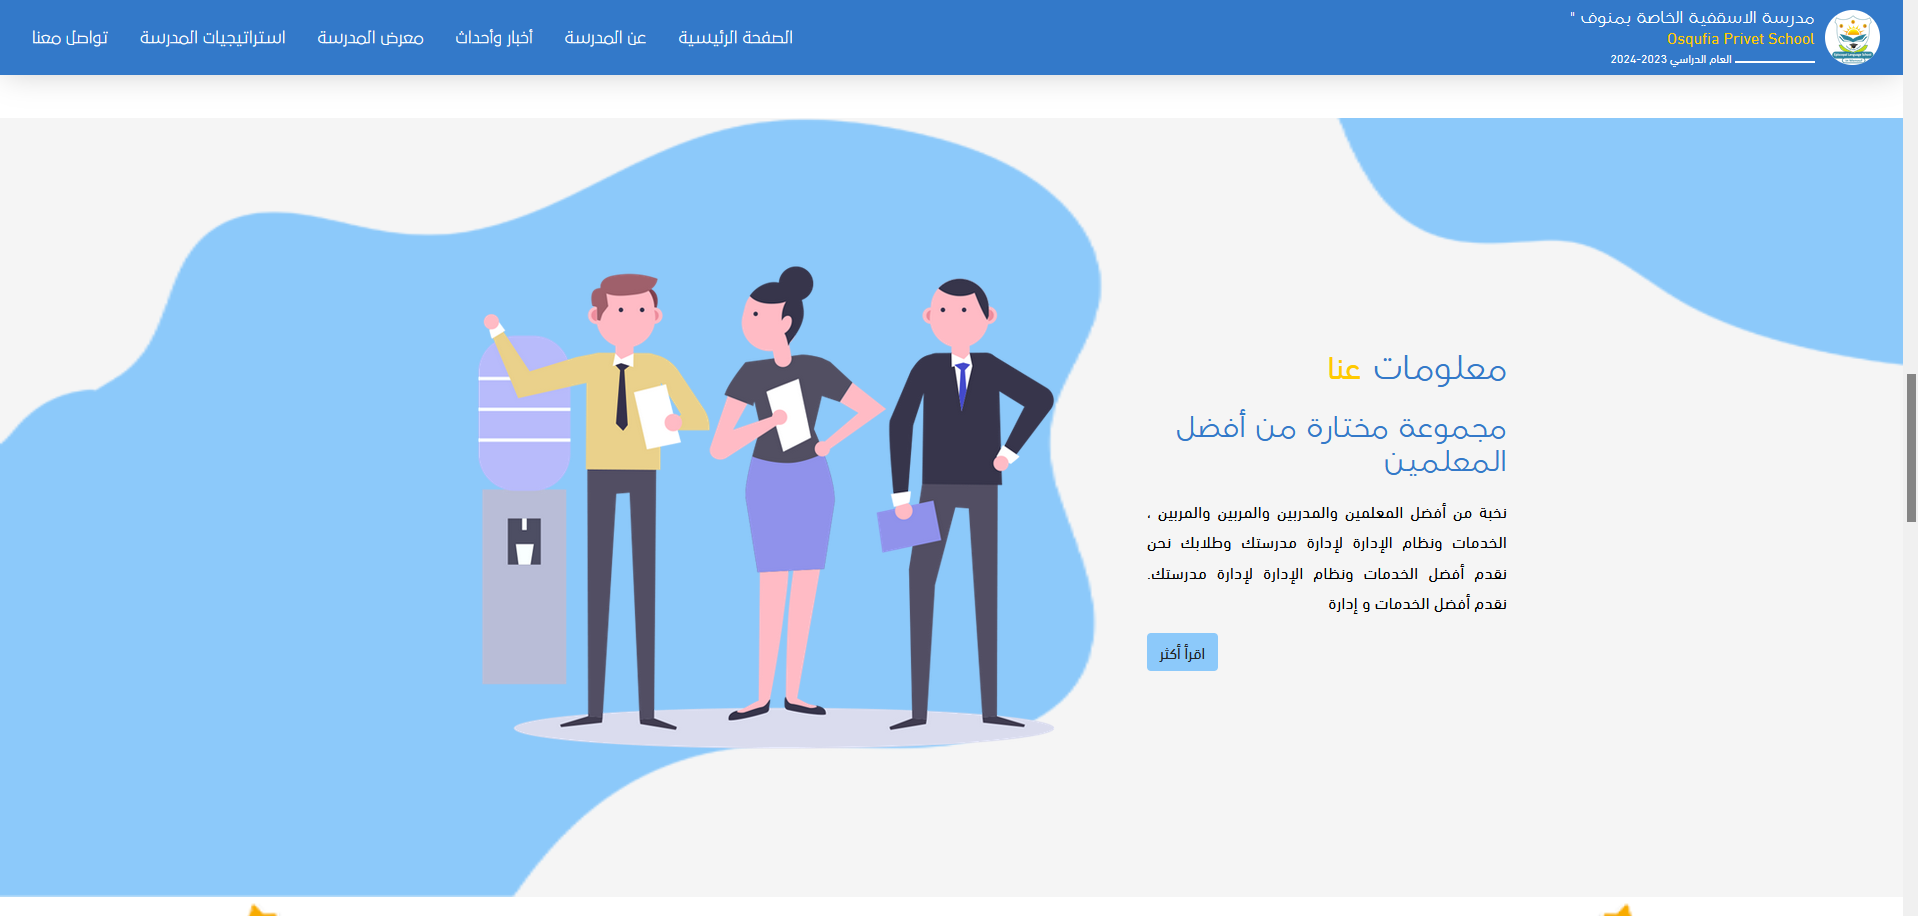 مدرسة الاسقفية الخاصة بمنوف "
Osqufia Privet School
العام الدراسي 2023-2024
الصفحة الرئيسية
عن المدرسة
أخبار وأحداث
معرض المدرسة
استراتيجيات المدرسة
تواصل معنا
معلومات عنا
مجموعة مختارة من أفضل
المعلمين
نخبة من أفضل المعلمين والمدربين والمربين والمربين ،
الخدمات ونظام الإدارة لإدارة مدرستك وطلابك نحن
نقدم أفضل الخدمات ونظام الإدارة لإدارة مدرستك.
نقدم أفضل الخدمات و إدارة
اقرأ أكثر